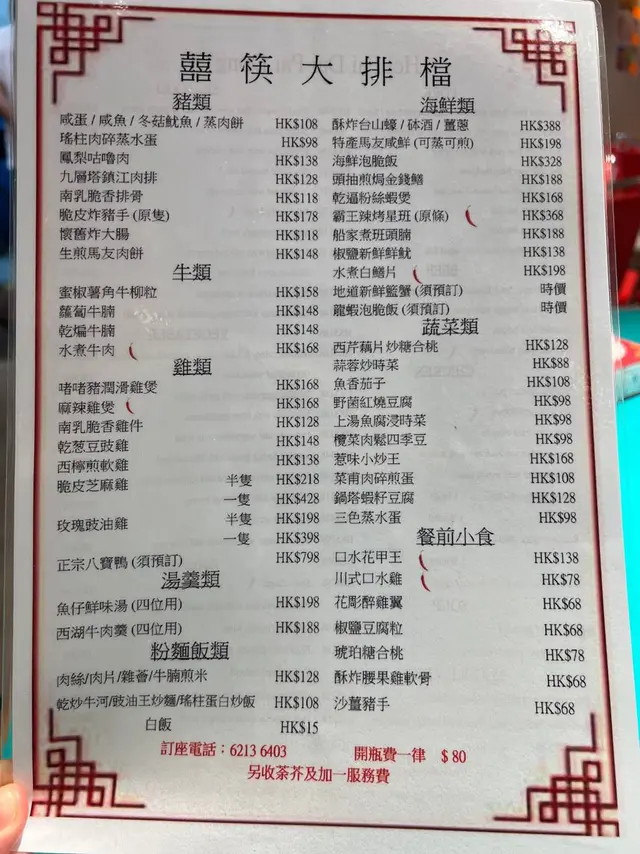 囍筷大排檔
豬類
咸蛋 / 咸魚 / 冬菇魷魚 / 蒸肉餅 HK$108
瑤柱肉碎蒸水蛋 HK$98
鳳梨咕嚕肉 HK$138
九層塔鎮江肉排 HK$128
南乳脆香排骨 HK$118
脆皮炸豬手 (原隻) HK$178
懷舊炸大腸 HK$118
生煎馬友肉餅 HK$148
牛類
蜜椒薯角牛柳粒 HK$158
蘿蔔牛腩 HK$148
乾煸牛腩 HK$148
水煮牛肉 HK$168
雞類
啫啫豬潤滑雞煲 HK$168
麻辣雞煲 HK$168
南乳脆香雞件 HK$128
乾葱豆豉雞 HK$148
西檸煎軟雞 HK$138
脆皮芝麻雞 半隻 HK$218
一隻 HK$428
玫瑰豉油雞 半隻 HK$198
一隻 HK$398
正宗八寶鴨 (須預訂) HK$798
湯羹類
魚仔鮮味湯 (四位用) HK$198
西湖牛肉羹 (四位用) HK$188
粉麵飯類
肉絲/肉片/雜薈/牛腩煎米 HK$128
乾炒牛河/豉油王炒麵/瑤柱蛋白炒飯 HK$108
白飯 HK$15
海鮮類
酥炸台山蠔 / 砵酒 / 薑蔥 HK$388
特產馬友咸鮮 (可蒸可煎) HK$198
海鮮泡脆飯 HK$328
頭抽煎焗金錢鱔 HK$188
乾逼粉絲蝦煲 HK$168
霸王辣烤星班 (原條) HK$368
船家煮班頭腩 HK$188
椒鹽新鮮鮮魷 HK$138
水煮白鱔片 HK$198
地道新鮮籃蟹 (須預訂) 時價
龍蝦泡脆飯 (須預訂) 時價
蔬菜類
西芹藕片炒糖合桃 HK$128
蒜蓉炒時菜 HK$88
魚香茄子 HK$108
野菌紅燒豆腐 HK$98
上湯魚腐浸時菜 HK$98
欖菜肉鬆四季豆 HK$98
惹味小炒王 HK$168
菜甫肉碎煎蛋 HK$108
鍋塔蝦籽豆腐 HK$128
三色蒸水蛋 HK$98
餐前小食
口水花甲王 HK$138
川式口水雞 HK$78
花彫醉雞翼 HK$68
椒鹽豆腐粒 HK$68
琥珀糖合桃 HK$78
酥炸腰果雞軟骨 HK$68
沙薑豬手 HK$68
訂座電話：6213 6403 開瓶費一律 $ 80
另收茶芥及加一服務費